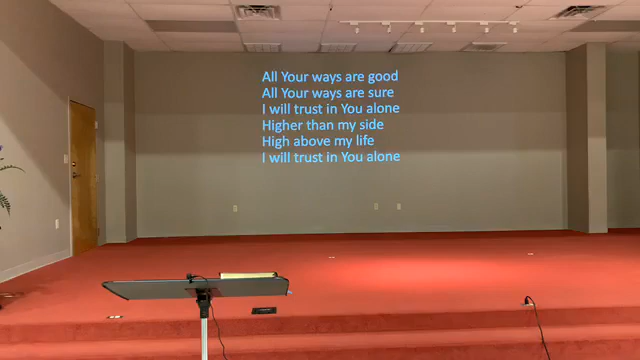 All Your ways are good
All Your ways are sure
I will trust in You alone
Higher than my side
High above my life
I will trust in You alone